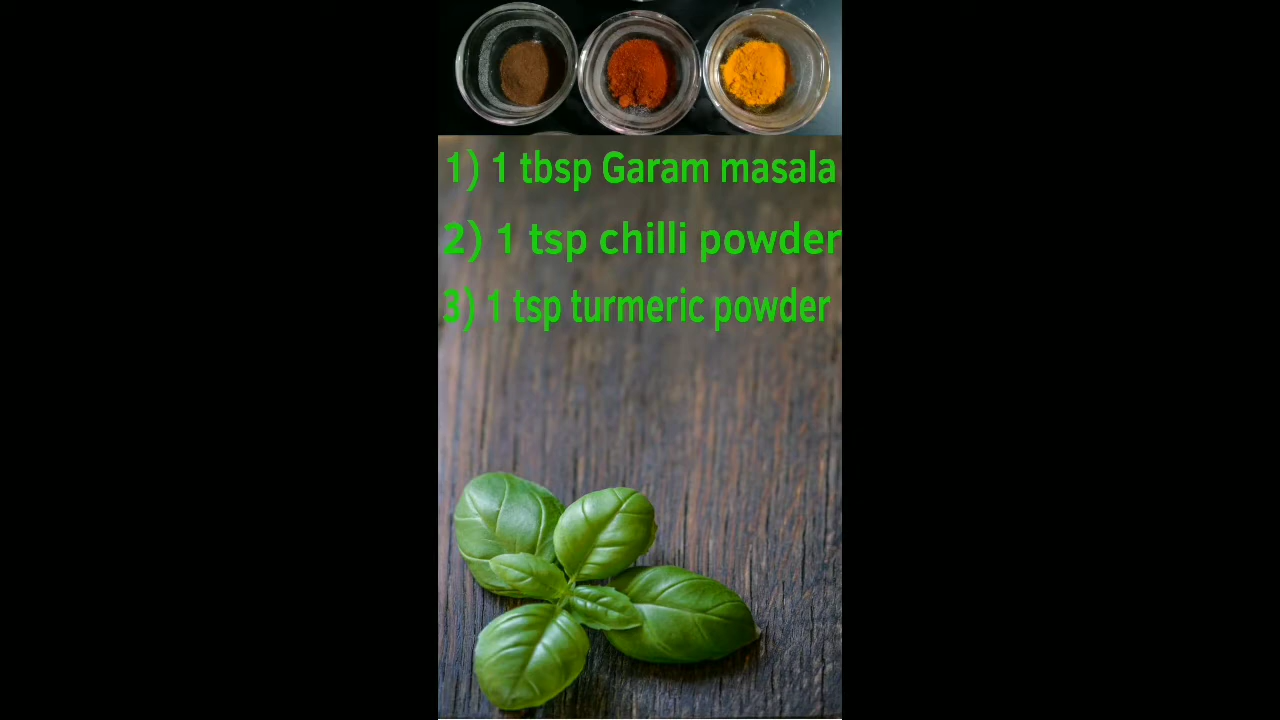 1) 1 tbsp Garam masala
2) 1 tsp chilli powder
3) 1 tsp turmeric powder